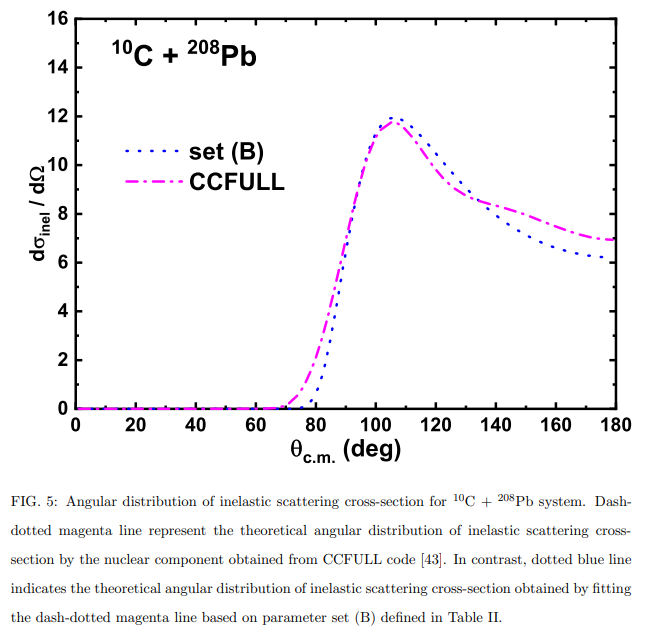 16
14
12
10
8
6
4
2
0
¹⁰C + ²⁰⁸Pb
set (B)
CCFULL
dσinel / dΩ
0 20 40 60 80 100 120 140 160 180
θc.m. (deg)
FIG. 5: Angular distribution of inelastic scattering cross-section for ¹⁰C + ²⁰⁸Pb system. Dash-
dotted magenta line represent the theoretical angular distribution of inelastic scattering cross-
section by the nuclear component obtained from CCFULL code [43]. In contrast, dotted blue line
indicates the theoretical angular distribution of inelastic scattering cross-section obtained by fitting
the dash-dotted magenta line based on parameter set (B) defined in Table II.